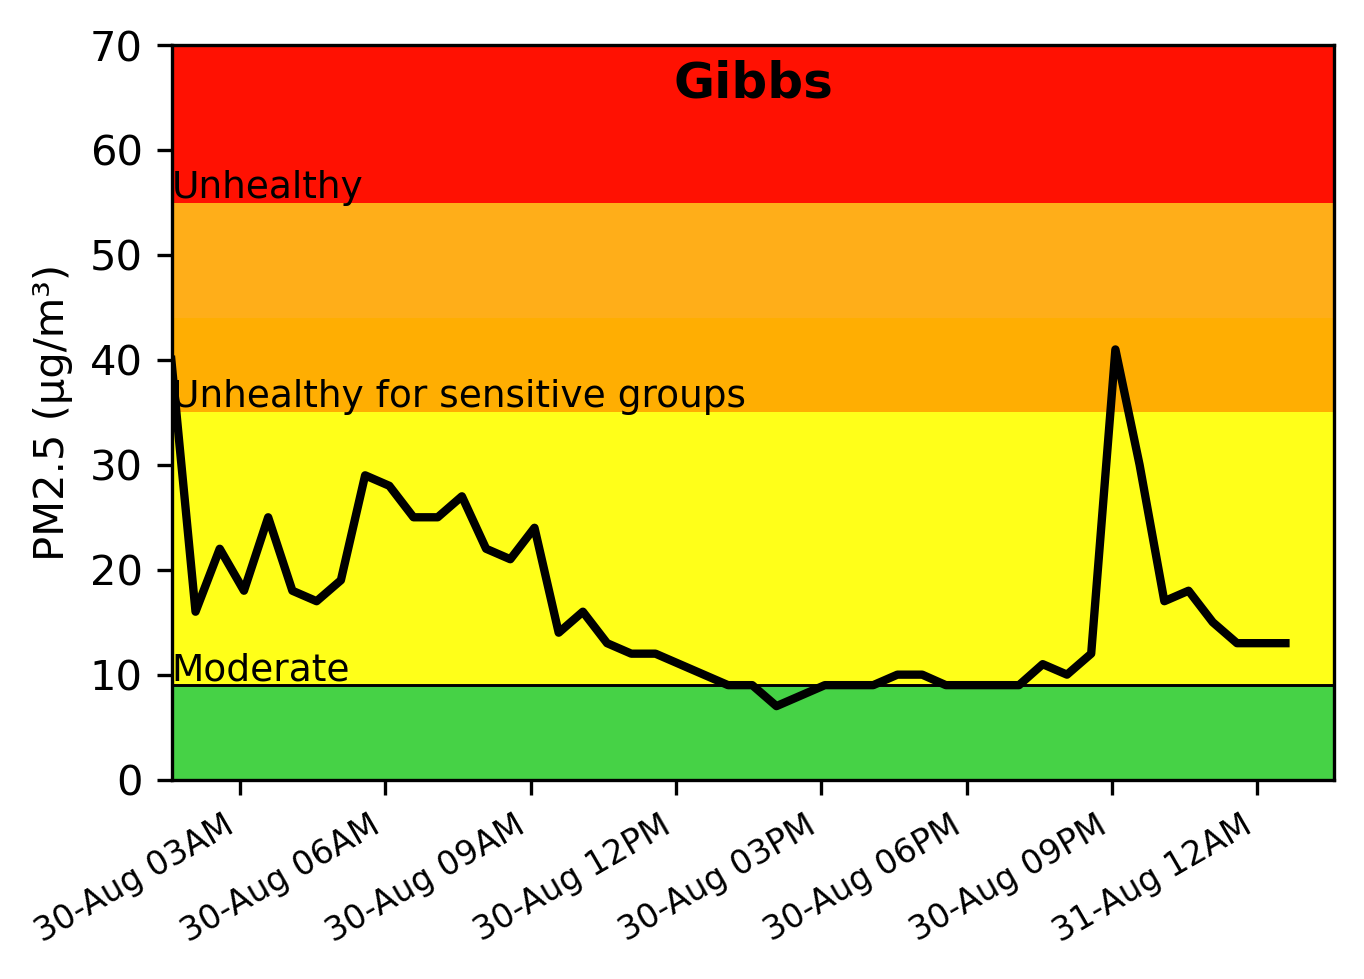 Gibbs
70
60
50
40
30
20
10
0
PM2.5 (µg/m³)
Unhealthy
Unhealthy for sensitive groups
Moderate
30-Aug 03AM
30-Aug 06AM
30-Aug 09AM
30-Aug 12PM
30-Aug 03PM
30-Aug 06PM
30-Aug 09PM
31-Aug 12AM